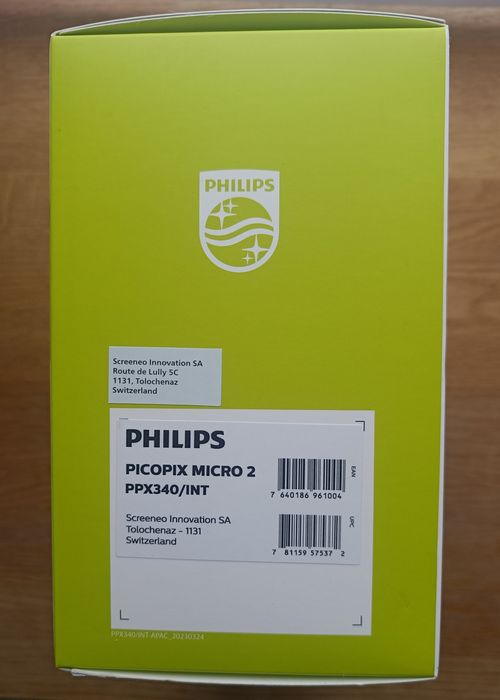 PHILIPS
Screeneo Innovation SA
Route de Lully 5C
1131, Tolochenaz
Switzerland
PHILIPS
PICOPIX MICRO 2
PPX340/INT
EAN
7 640186 961004
Screeneo Innovation SA
Tolochenaz - 1131
Switzerland
UPC
7 81159 57537 2
PPX340/INT-APAC_20230324